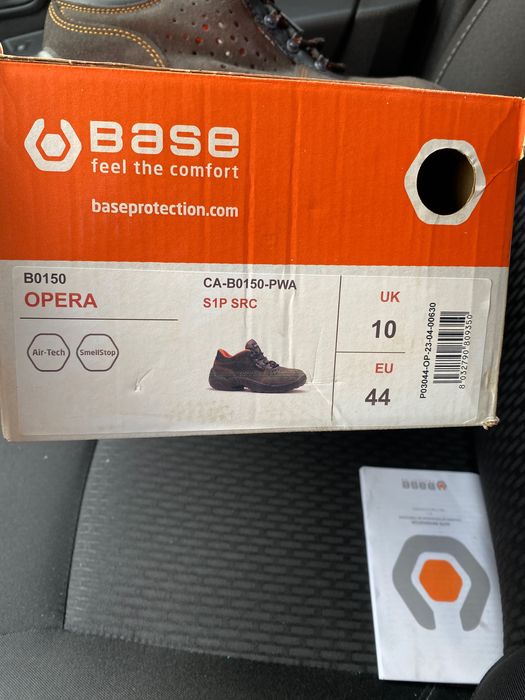 BASE
feel the comfort
baseprotection.com
B0150
OPERA
CA-B0150-PWA
S1P SRC
Air-Tech
SmellStop
UK
10
EU
44
P03044-OP-23-04-00630
8 032790 809350
BASE